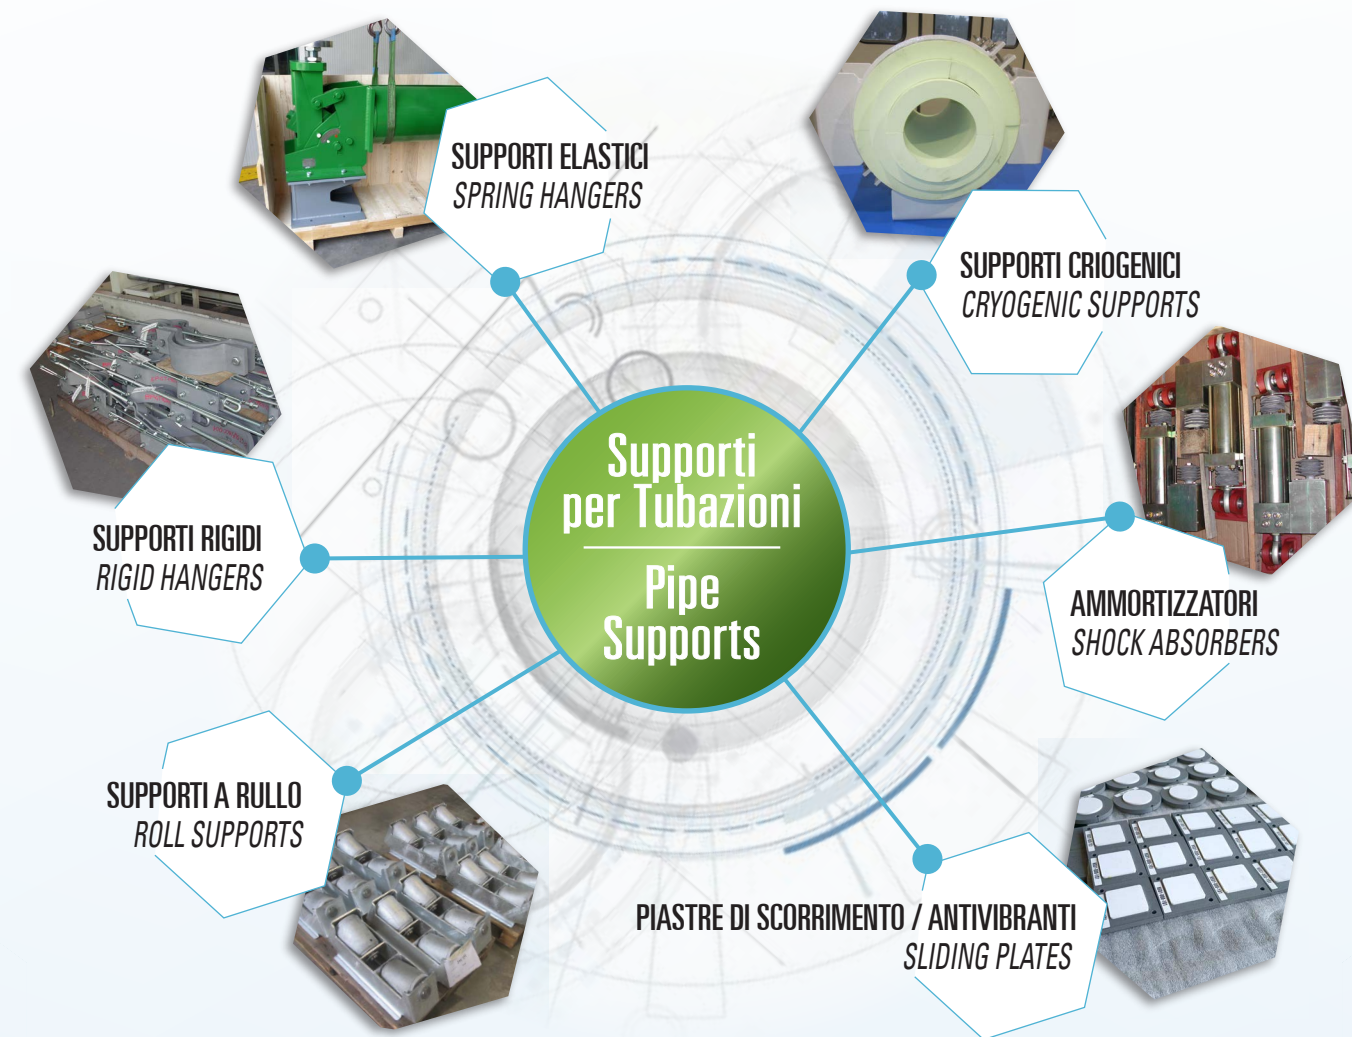 SUPPORTI ELASTICI
SPRING HANGERS
SUPPORTI CRIOGENICI
CRYOGENIC SUPPORTS
Supporti
per Tubazioni
Pipe
Supports
SUPPORTI RIGIDI
RIGID HANGERS
AMMORTIZZATORI
SHOCK ABSORBERS
SUPPORTI A RULLO
ROLL SUPPORTS
PIASTRE DI SCORRIMENTO / ANTIVIBRANTI
SLIDING PLATES